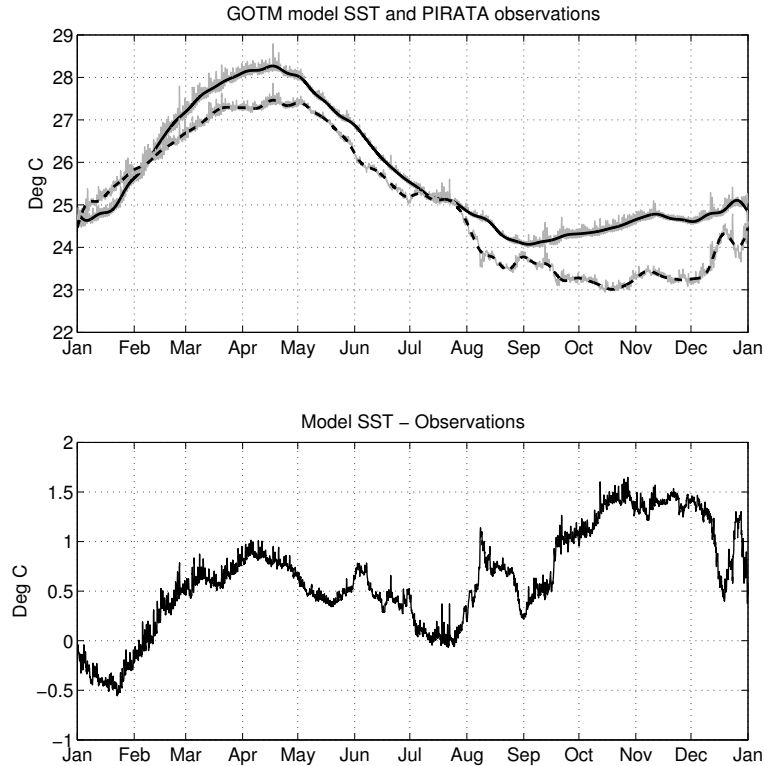 GOTM model SST and PIRATA observations
29
28
27
26
25
24
23
22
Deg C
Jan Feb Mar Apr May Jun Jul Aug Sep Oct Nov Dec Jan
Model SST − Observations
2
1.5
1
0.5
0
−0.5
−1
Deg C
Jan Feb Mar Apr May Jun Jul Aug Sep Oct Nov Dec Jan